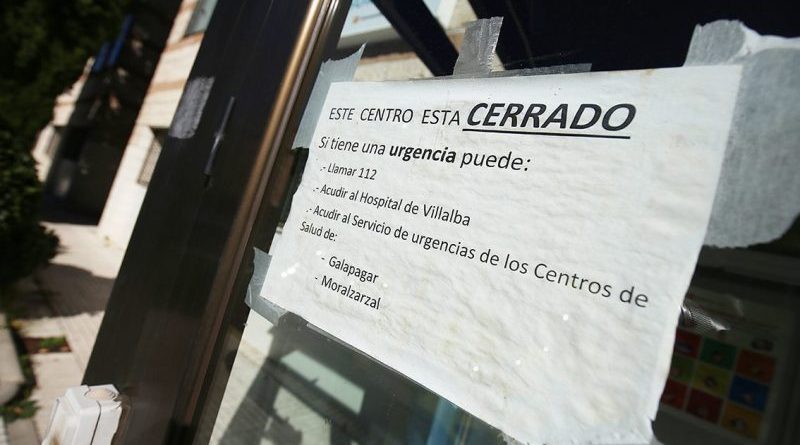 ESTE CENTRO ESTA CERRADO
Si tiene una urgencia puede:
.- Llamar 112
.- Acudir al Hospital de Villalba
.- Acudir al Servicio de urgencias de los Centros de
Salud de:
- Galapagar
- Moralzarzal